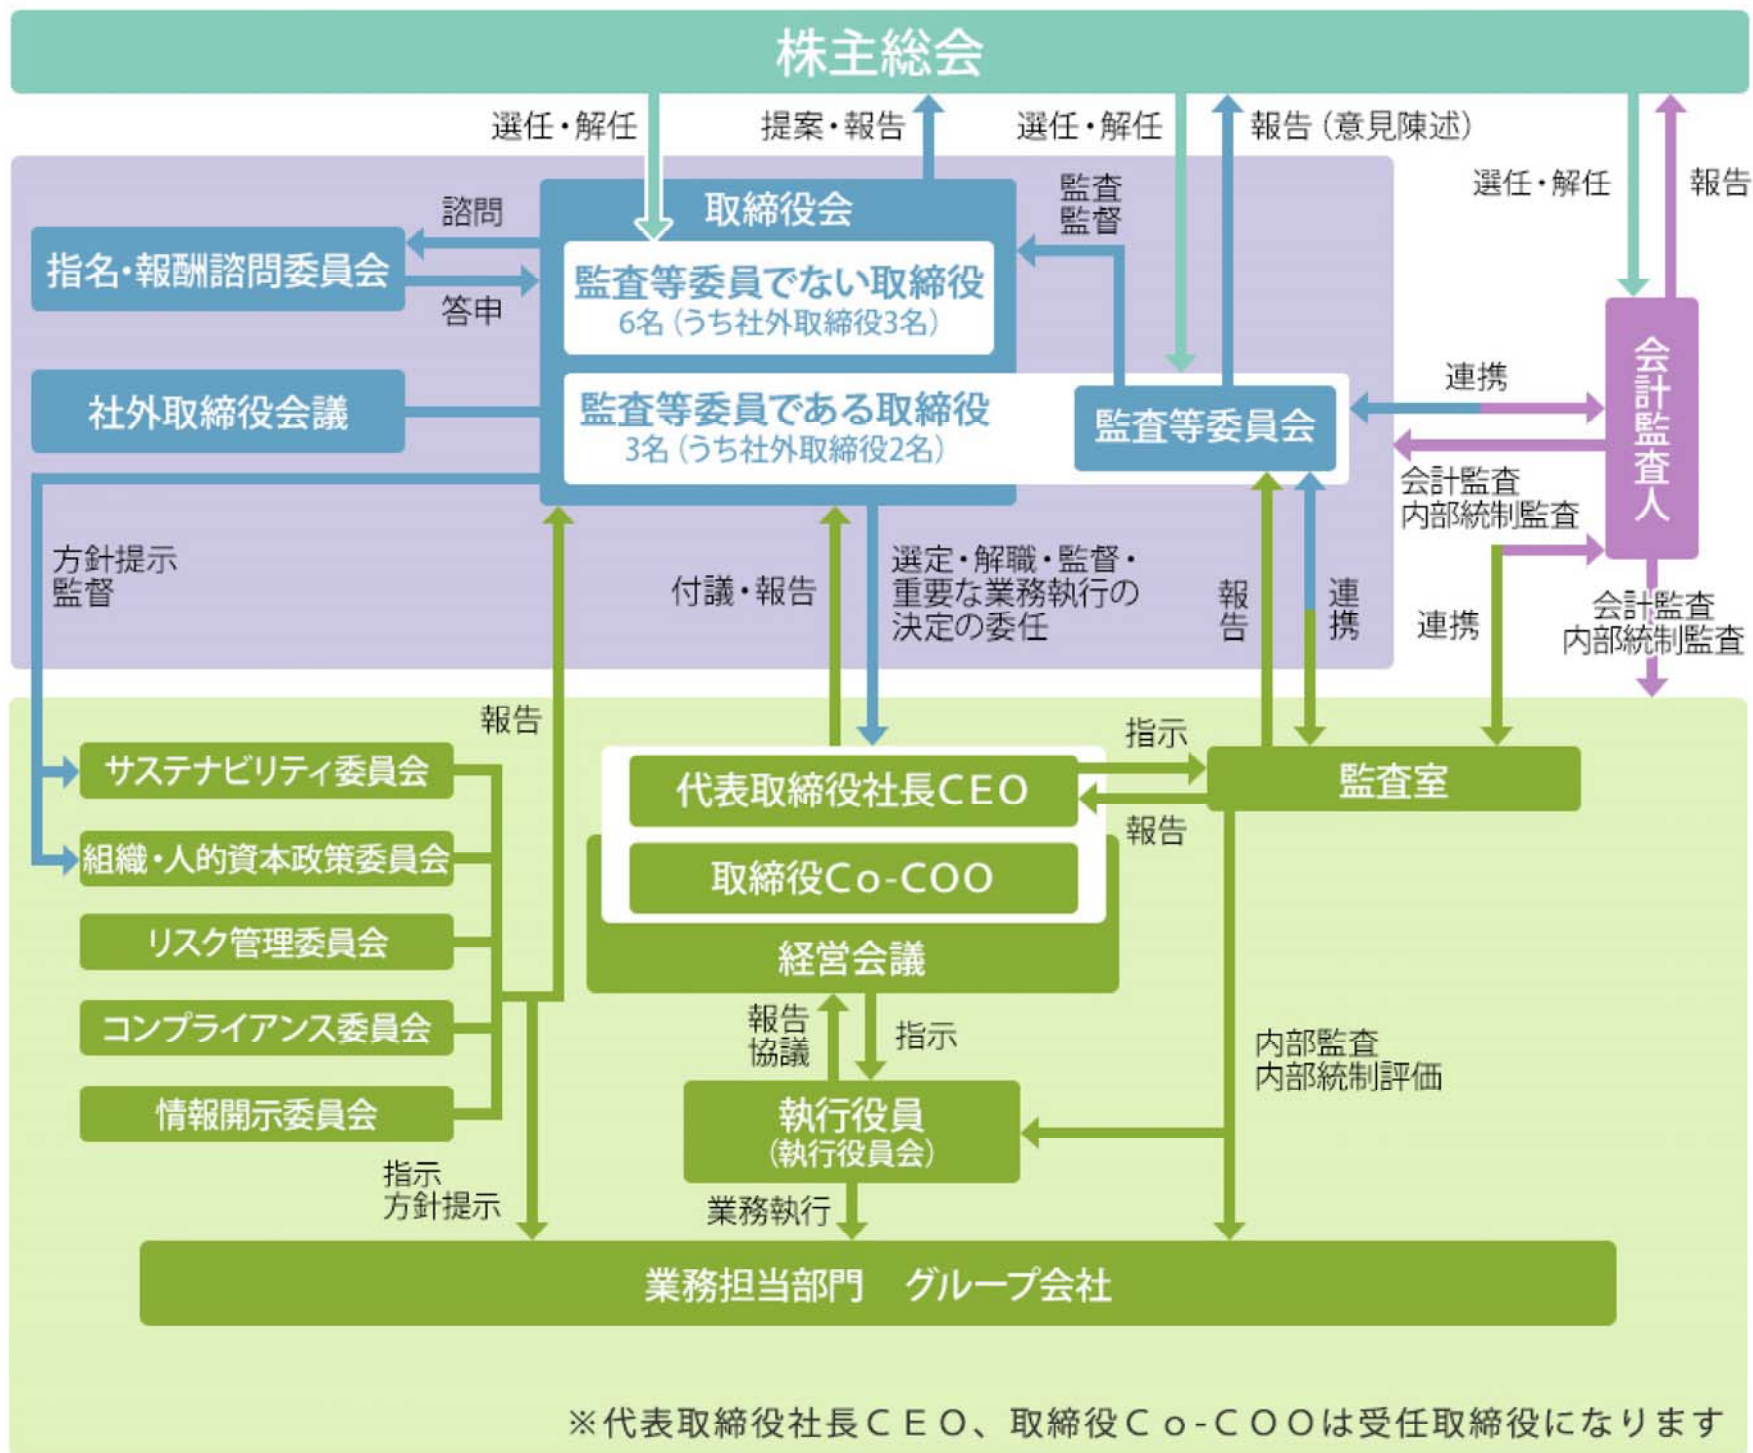 株主総会
選任・解任
提案・報告
選任・解任
報告（意見陳述）
選任・解任
報告
諮問
取締役会
監査
監督
指名・報酬諮問委員会
答申
監査等委員でない取締役
6名（うち社外取締役3名）
社外取締役会議
監査等委員である取締役
3名（うち社外取締役2名）
監査等委員会
連携
会計監査人
会計監査
内部統制監査
方針提示
監督
付議・報告
選定・解職・監督・
重要な業務執行の
決定の委任
報告
連携
連携
会計監査
内部統制監査
報告
サステナビリティ委員会
組織・人的資本政策委員会
リスク管理委員会
コンプライアンス委員会
情報開示委員会
代表取締役社長CEO
取締役Co-COO
経営会議
指示
報告
監査室
報告
協議
指示
内部監査
内部統制評価
執行役員
（執行役員会）
指示
方針提示
業務執行
業務担当部門　グループ会社
※代表取締役社長CEO、取締役Co-COOは受任取締役になります